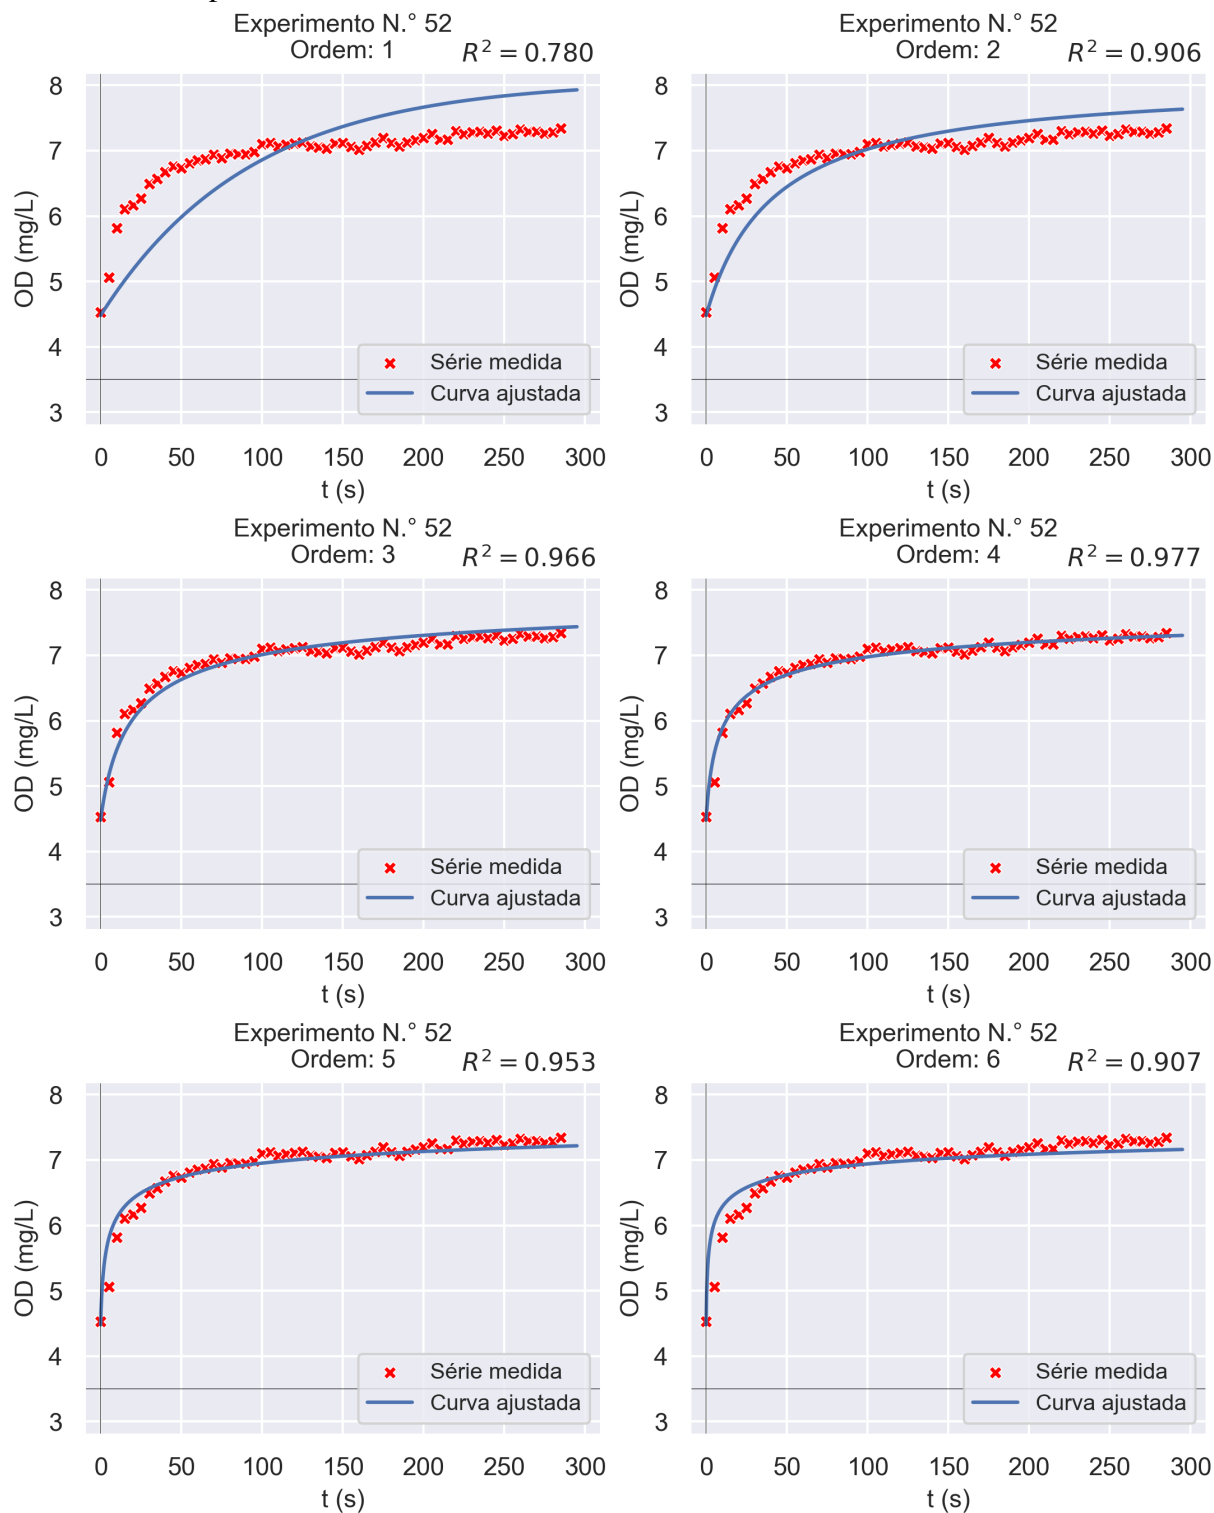 Experimento N.° 52
Ordem: 1 R² = 0.780
8
7
6
5
4
3
OD (mg/L)
Série medida
Curva ajustada
0 50 100 150 200 250 300
t (s)
Experimento N.° 52
Ordem: 2 R² = 0.906
8
7
6
5
4
3
OD (mg/L)
Série medida
Curva ajustada
0 50 100 150 200 250 300
t (s)
Experimento N.° 52
Ordem: 3 R² = 0.966
8
7
6
5
4
3
OD (mg/L)
Série medida
Curva ajustada
0 50 100 150 200 250 300
t (s)
Experimento N.° 52
Ordem: 4 R² = 0.977
8
7
6
5
4
3
OD (mg/L)
Série medida
Curva ajustada
0 50 100 150 200 250 300
t (s)
Experimento N.° 52
Ordem: 5 R² = 0.953
8
7
6
5
4
3
OD (mg/L)
Série medida
Curva ajustada
0 50 100 150 200 250 300
t (s)
Experimento N.° 52
Ordem: 6 R² = 0.907
8
7
6
5
4
3
OD (mg/L)
Série medida
Curva ajustada
0 50 100 150 200 250 300
t (s)